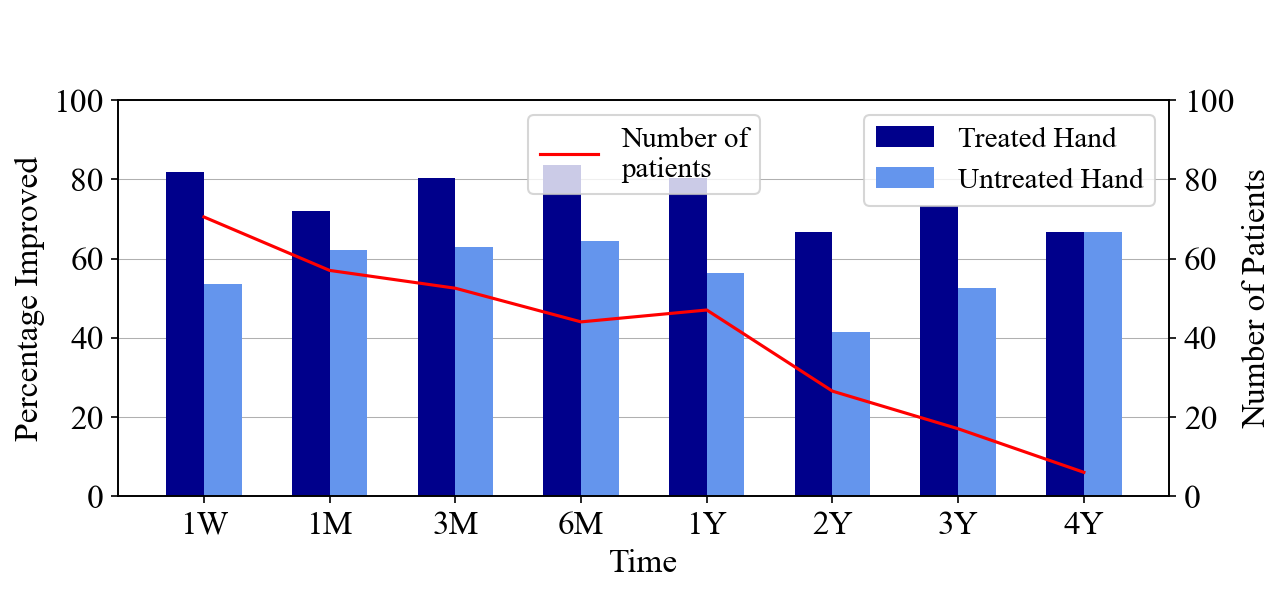 Number of
patients
Treated Hand
Untreated Hand
Percentage Improved
100
80
60
40
20
0
100
80
60
40
20
0
Number of Patients
1W 1M 3M 6M 1Y 2Y 3Y 4Y
Time